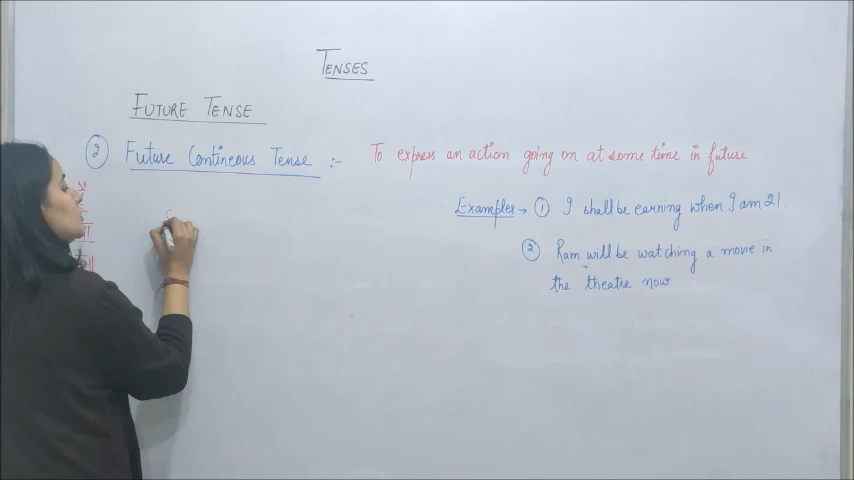 TENSES
FUTURE TENSE
2 Future Contineous Tense :- To express an action going on at some time in future.
Examples → 1 I shall be earning when I am 21.
2 Ram will be watching a movie in
the theatre now